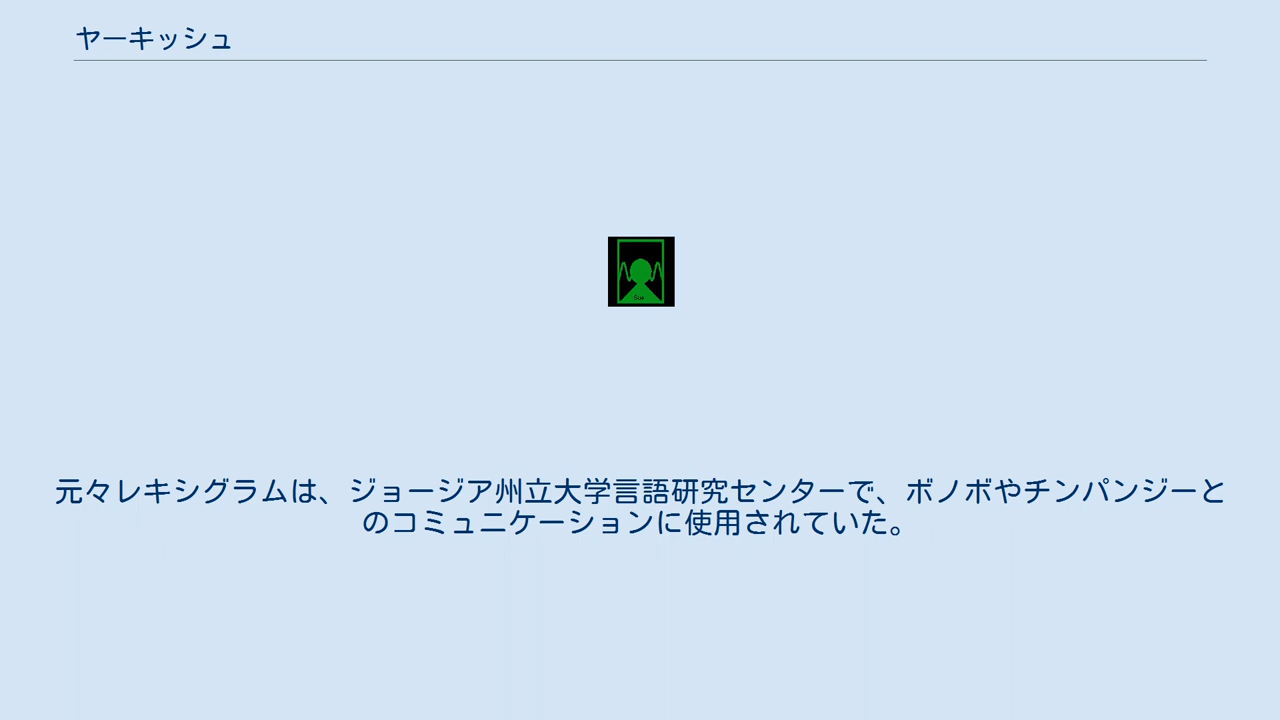 ヤーキッシュ
Sue
元々レキシグラムは、ジョージア州立大学言語研究センターで、ボノボやチンパンジーと
のコミュニケーションに使用されていた。